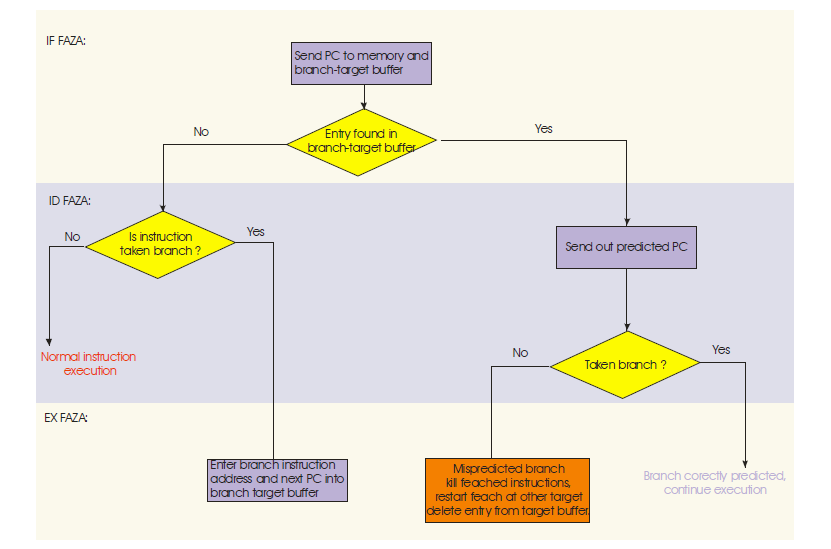 IF FAZA:
Send PC to memory and
branch-target buffer
Entry found in
branch-target buffer
No
Yes
ID FAZA:
Is instruction
taken branch ?
No
Yes
Send out predicted PC
Normal instruction
execution
Taken branch ?
No
Yes
EX FAZA:
Enter branch instruction
address and next PC into
branch target buffer
Mispredicted branch
kill feached instructions,
restart feach at other target
delete entry from target buffer.
Branch corectly predicted,
continue execution